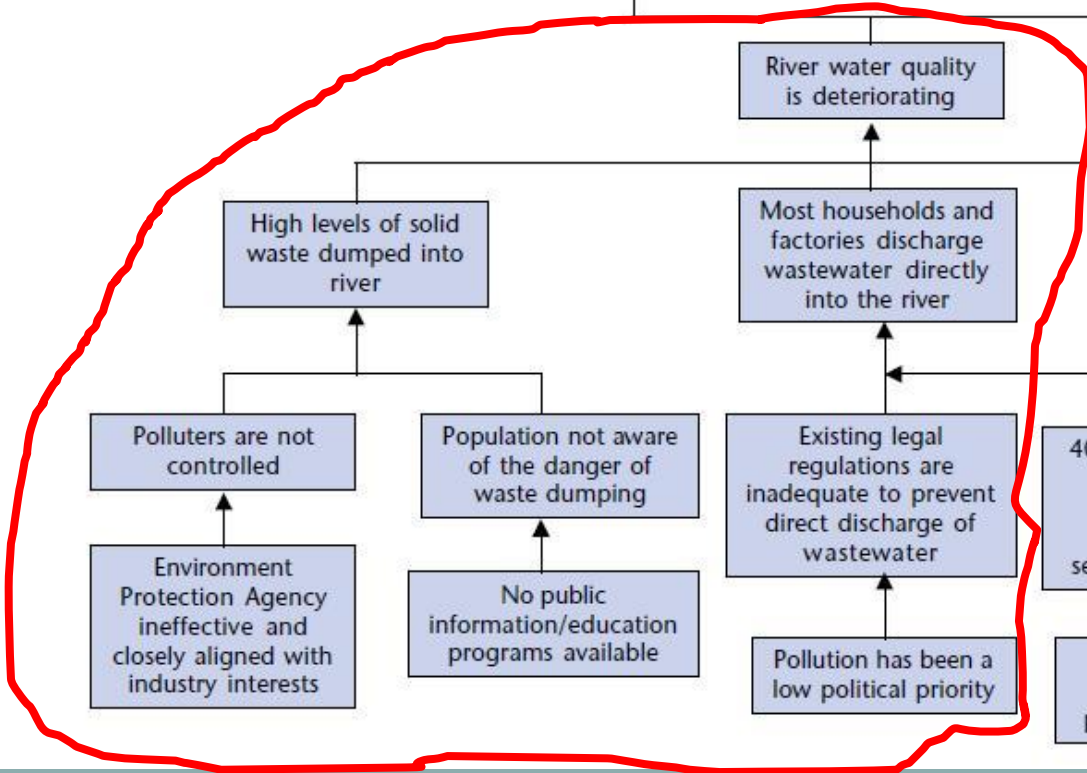 River water quality
is deteriorating
High levels of solid
waste dumped into
river
Most households and
factories discharge
wastewater directly
into the river
Polluters are not
controlled
Population not aware
of the danger of
waste dumping
Existing legal
regulations are
inadequate to prevent
direct discharge of
wastewater
Environment
Protection Agency
ineffective and
closely aligned with
industry interests
No public
information/education
programs available
Pollution has been a
low political priority